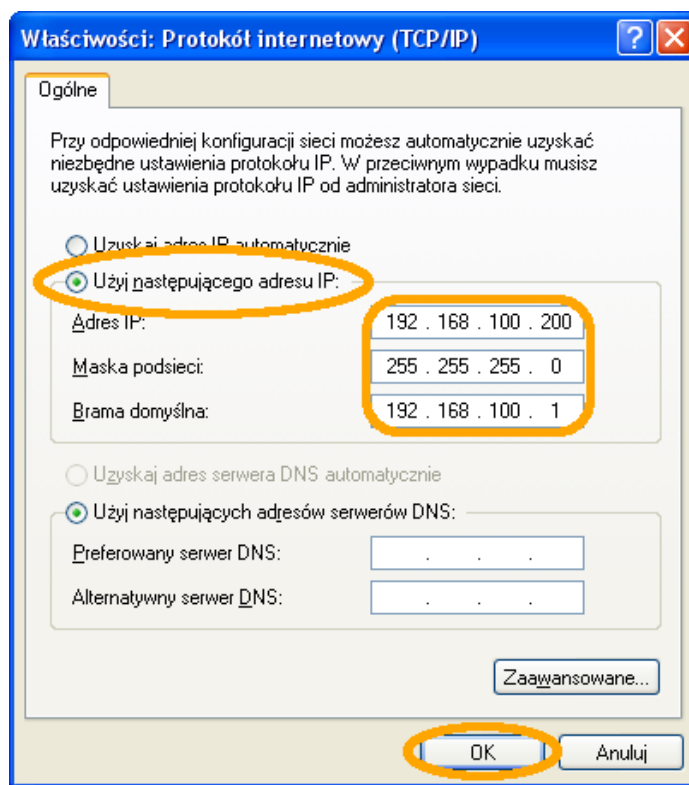 Właściwości: Protokół internetowy (TCP/IP)
Ogólne
Przy odpowiedniej konfiguracji sieci możesz automatycznie uzyskać
niezbędne ustawienia protokołu IP. W przeciwnym wypadku musisz
uzyskać ustawienia protokołu IP od administratora sieci.
Uzyskaj adres IP automatycznie
Użyj następującego adresu IP:
Adres IP: 192 . 168 . 100 . 200
Maska podsieci: 255 . 255 . 255 . 0
Brama domyślna: 192 . 168 . 100 . 1
Uzyskaj adres serwera DNS automatycznie
Użyj następujących adresów serwerów DNS:
Preferowany serwer DNS: . . .
Alternatywny serwer DNS: . . .
Zaawansowane...
OK Anuluj